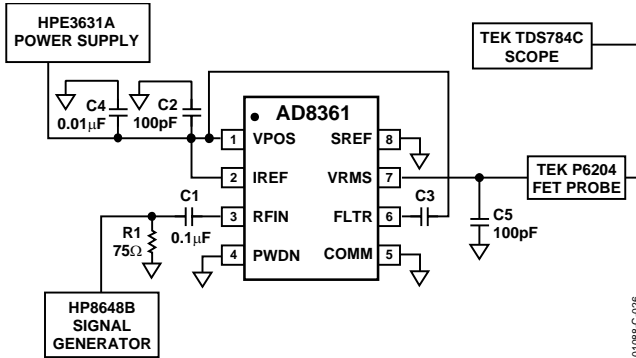 HPE3631A
POWER SUPPLY
TEK TDS784C
SCOPE
C4
0.01μF
C2
100pF
AD8361
1 VPOS
SREF 8
2 IREF
VRMS 7
TEK P6204
FET PROBE
C1
0.1μF
3 RFIN
FLTR 6
C3
R1
75Ω
4 PWDN
COMM 5
C5
100pF
HP8648B
SIGNAL
GENERATOR
01088-C-026